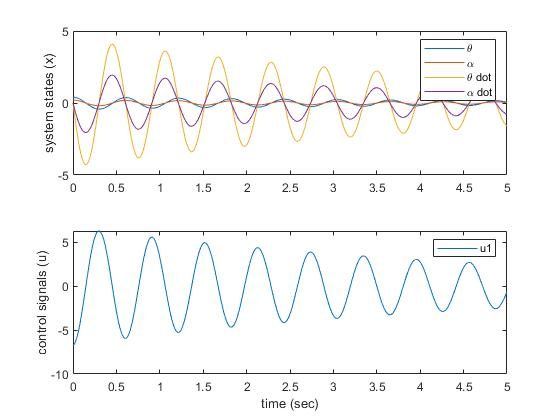 5
0
-5
system states (x)
θ
α
θ dot
α dot
0 0.5 1 1.5 2 2.5 3 3.5 4 4.5 5
5
0
-5
-10
control signals (u)
u1
0 0.5 1 1.5 2 2.5 3 3.5 4 4.5 5
time (sec)